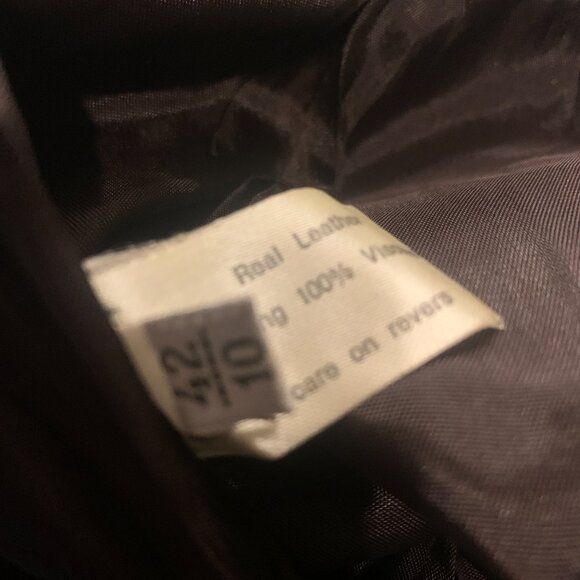 Real Leather
ng 100% Visc
care on revers
42
10